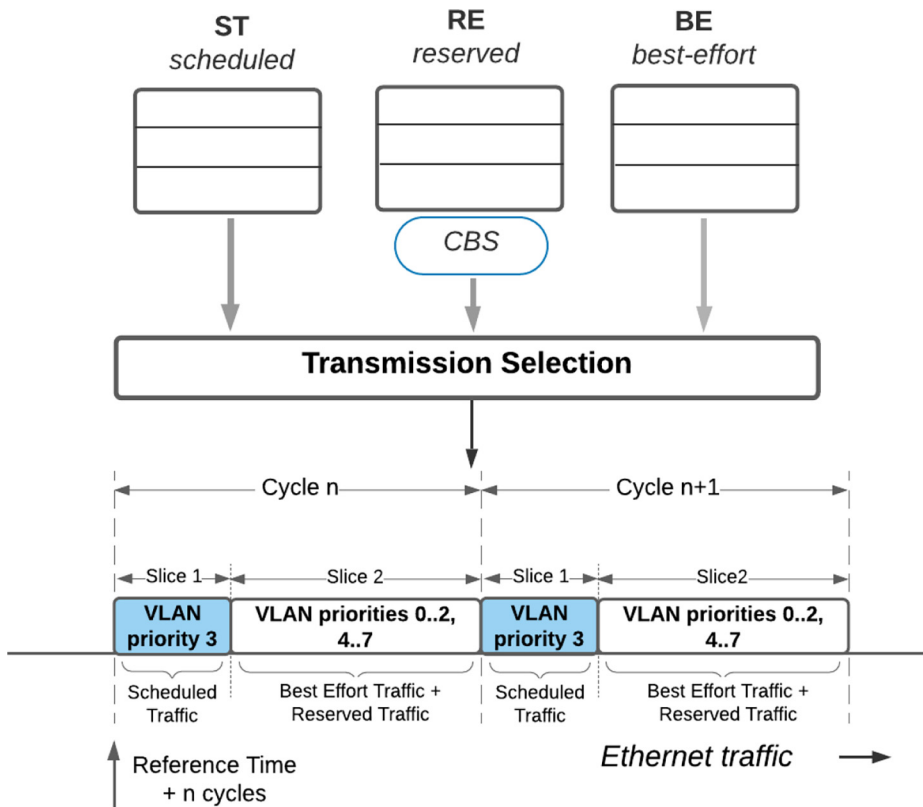 ST
scheduled
RE
reserved
BE
best-effort
CBS
Transmission Selection
Cycle n
Cycle n+1
Slice 1
Slice 2
Slice 1
Slice2
VLAN
priority 3
VLAN priorities 0..2,
4..7
VLAN
priority 3
VLAN priorities 0..2,
4..7
Scheduled
Traffic
Best Effort Traffic +
Reserved Traffic
Scheduled
Traffic
Best Effort Traffic +
Reserved Traffic
Reference Time
+ n cycles
Ethernet traffic